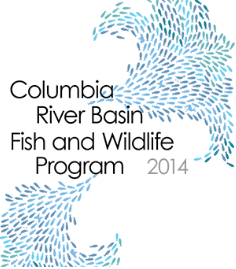 Columbia
River Basin
Fish and Wildlife
Program 2014